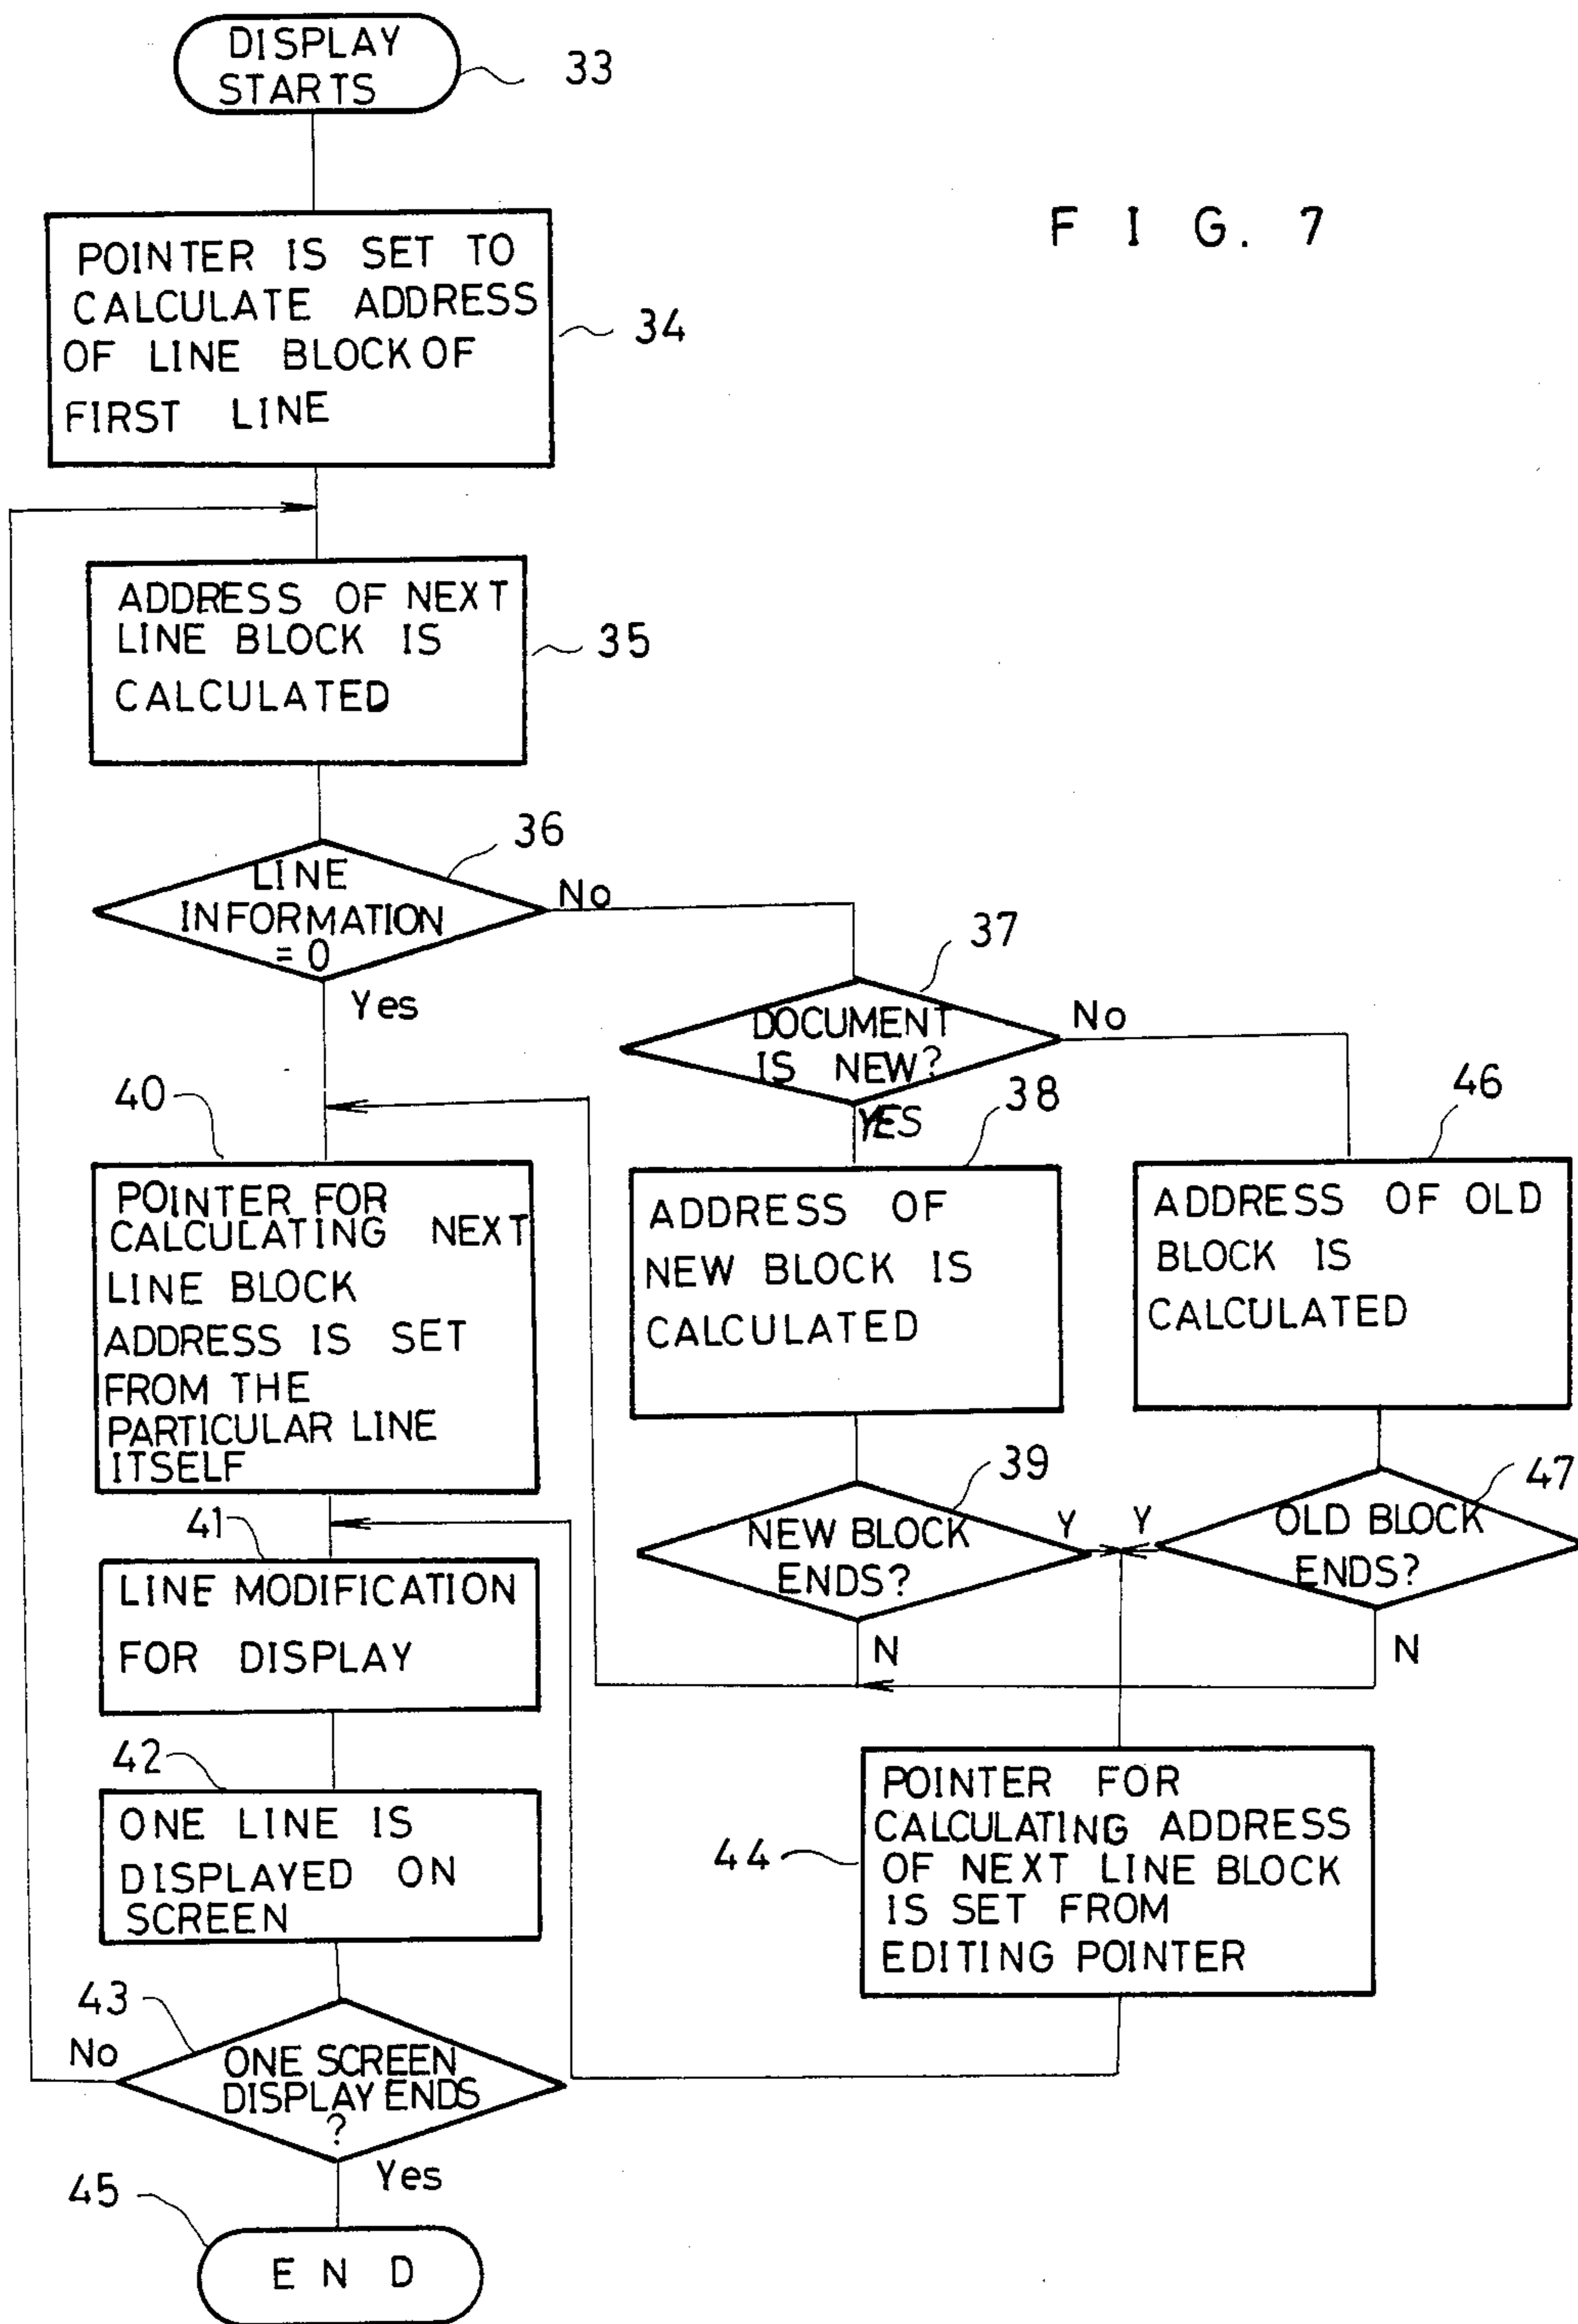 DISPLAY
STARTS
33
F I G. 7
POINTER IS SET TO
CALCULATE ADDRESS
OF LINE BLOCK OF
FIRST LINE
34
ADDRESS OF NEXT
LINE BLOCK IS
CALCULATED
35
36
LINE
INFORMATION
= 0
No
Yes
37
DOCUMENT
IS NEW?
No
YES
40
POINTER FOR
CALCULATING NEXT
LINE BLOCK
ADDRESS IS SET
FROM THE
PARTICULAR LINE
ITSELF
38
ADDRESS OF
NEW BLOCK IS
CALCULATED
46
ADDRESS OF OLD
BLOCK IS
CALCULATED
39
NEW BLOCK
ENDS?
Y
N
47
OLD BLOCK
ENDS?
Y
N
41
LINE MODIFICATION
FOR DISPLAY
42
ONE LINE IS
DISPLAYED ON
SCREEN
44
POINTER FOR
CALCULATING ADDRESS
OF NEXT LINE BLOCK
IS SET FROM
EDITING POINTER
43
No
ONE SCREEN
DISPLAY ENDS
?
Yes
45
E N D